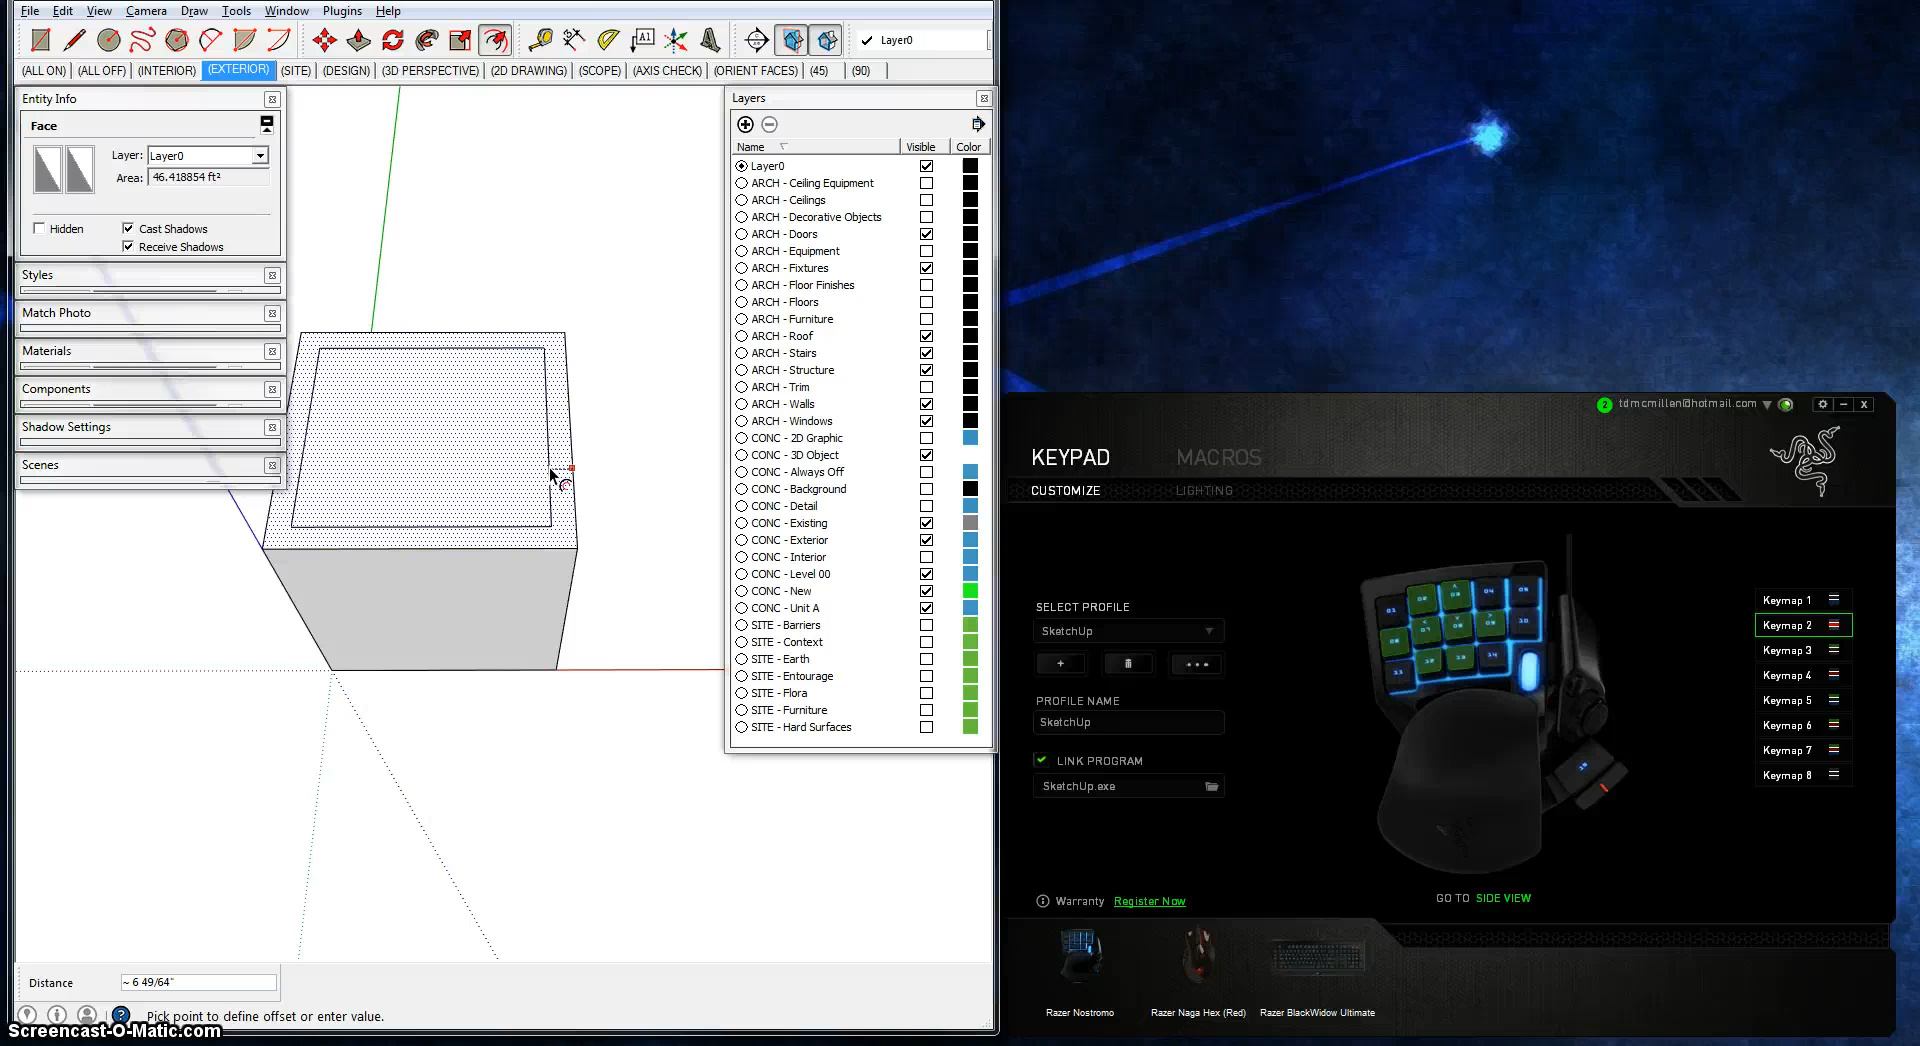 File Edit View Camera Draw Tools Window Plugins Help
A1
Layer0
(ALL ON) (ALL OFF) (INTERIOR) (EXTERIOR) (SITE) (DESIGN) (3D PERSPECTIVE) (2D DRAWING) (SCOPE) (AXIS CHECK) (ORIENT FACES) (45) (90)
Entity Info
Face
Layer: Layer0
Area: 46.418854 ft²
Hidden
Cast Shadows
Receive Shadows
Styles
Match Photo
Materials
Components
Shadow Settings
Scenes
Distance ~ 6 49/64"
Pick point to define offset or enter value.
Screencast-O-Matic.com
Layers
Name Visible Color
Layer0
ARCH - Ceiling Equipment
ARCH - Ceilings
ARCH - Decorative Objects
ARCH - Doors
ARCH - Equipment
ARCH - Fixtures
ARCH - Floor Finishes
ARCH - Floors
ARCH - Furniture
ARCH - Roof
ARCH - Stairs
ARCH - Structure
ARCH - Trim
ARCH - Walls
ARCH - Windows
CONC - 2D Graphic
CONC - 3D Object
CONC - Always Off
CONC - Background
CONC - Detail
CONC - Existing
CONC - Exterior
CONC - Interior
CONC - Level 00
CONC - New
CONC - Unit A
SITE - Barriers
SITE - Context
SITE - Earth
SITE - Entourage
SITE - Flora
SITE - Furniture
SITE - Hard Surfaces
2 tdmcmillen@hotmail.com
KEYPAD MACROS
CUSTOMIZE LIGHTING
SELECT PROFILE
SketchUp
PROFILE NAME
SketchUp
LINK PROGRAM
SketchUp.exe
Warranty Register Now
GO TO SIDE VIEW
Keymap 1
Keymap 2
Keymap 3
Keymap 4
Keymap 5
Keymap 6
Keymap 7
Keymap 8
Razer Nostromo
Razer Naga Hex (Red)
Razer BlackWidow Ultimate